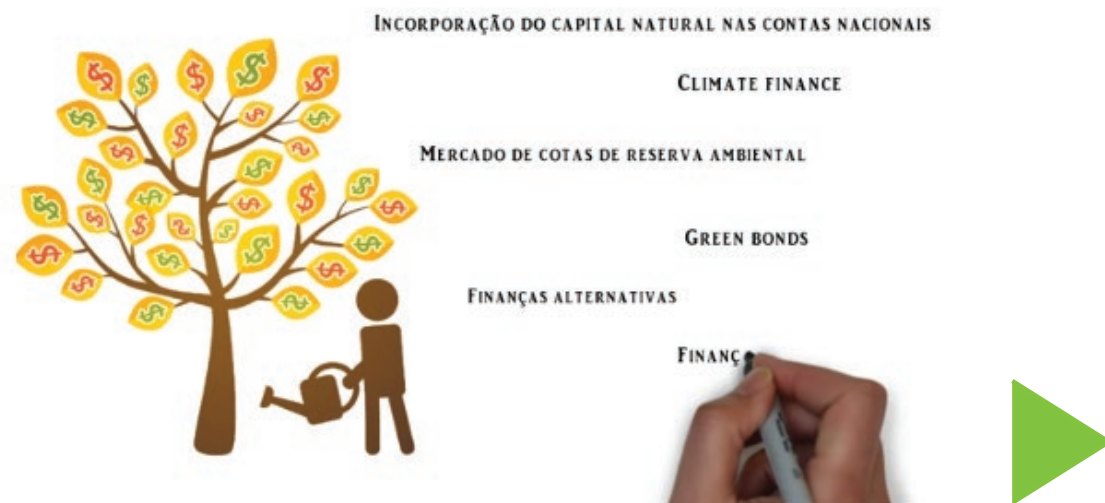 INCORPORAÇÃO DO CAPITAL NATURAL NAS CONTAS NACIONAIS
CLIMATE FINANCE
MERCADO DE COTAS DE RESERVA AMBIENTAL
GREEN BONDS
FINANÇAS ALTERNATIVAS
FINANÇ